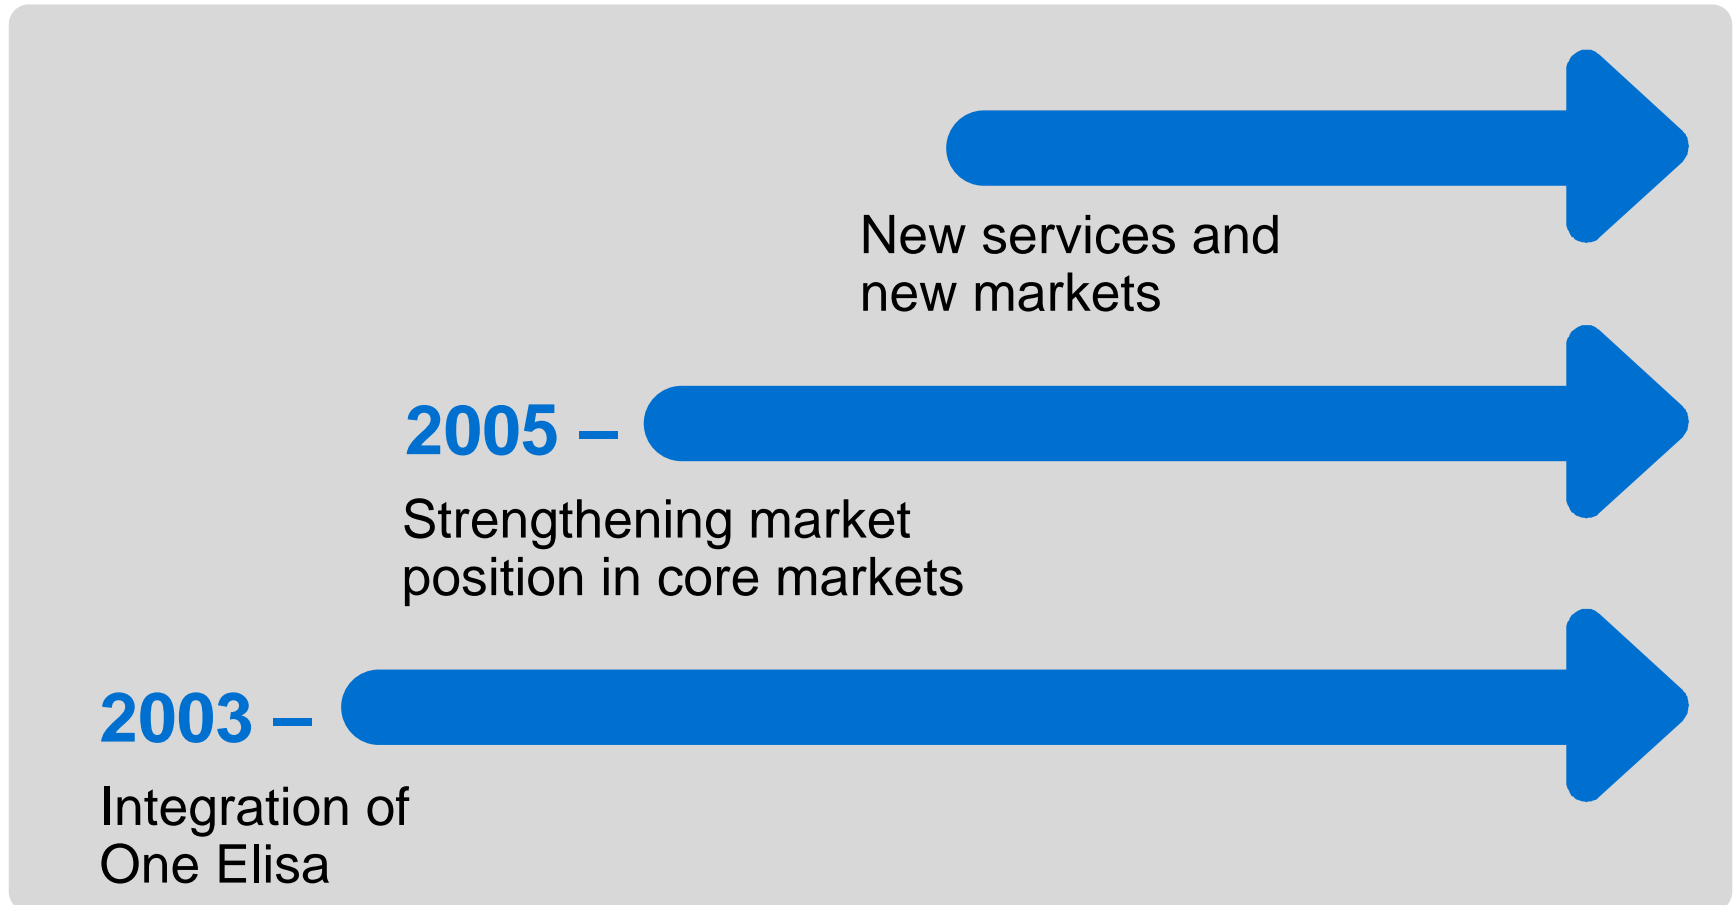 New services and
new markets
2005 –
Strengthening market
position in core markets
2003 –
Integration of
One Elisa